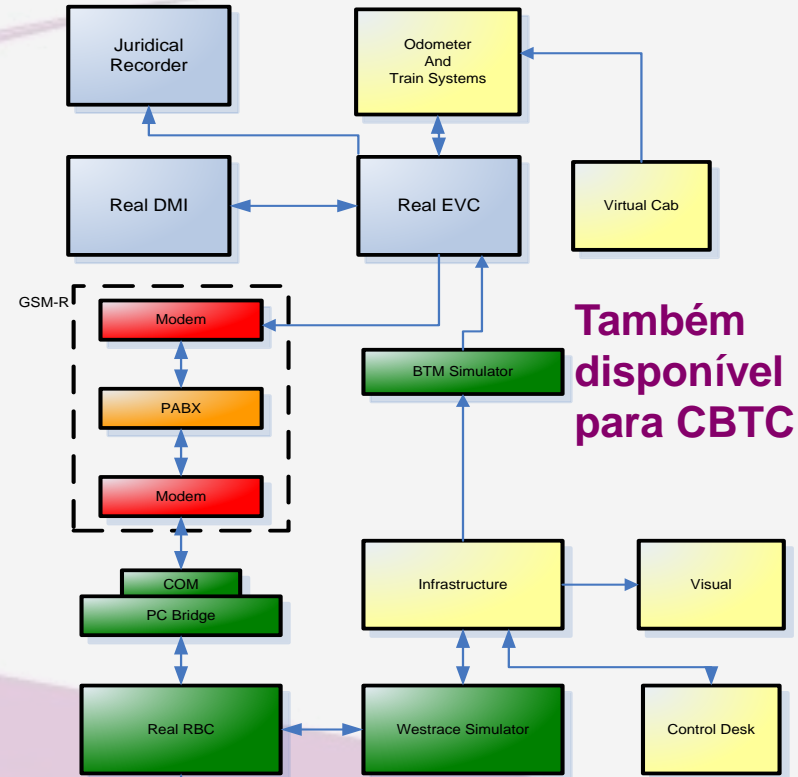 Juridical
Recorder
Odometer
And
Train Systems
Real DMI
Real EVC
Virtual Cab
GSM-R
Modem
PABX
Modem
BTM Simulator
Também
disponível
para CBTC
COM
PC Bridge
Infrastructure
Visual
Real RBC
Westrace Simulator
Control Desk